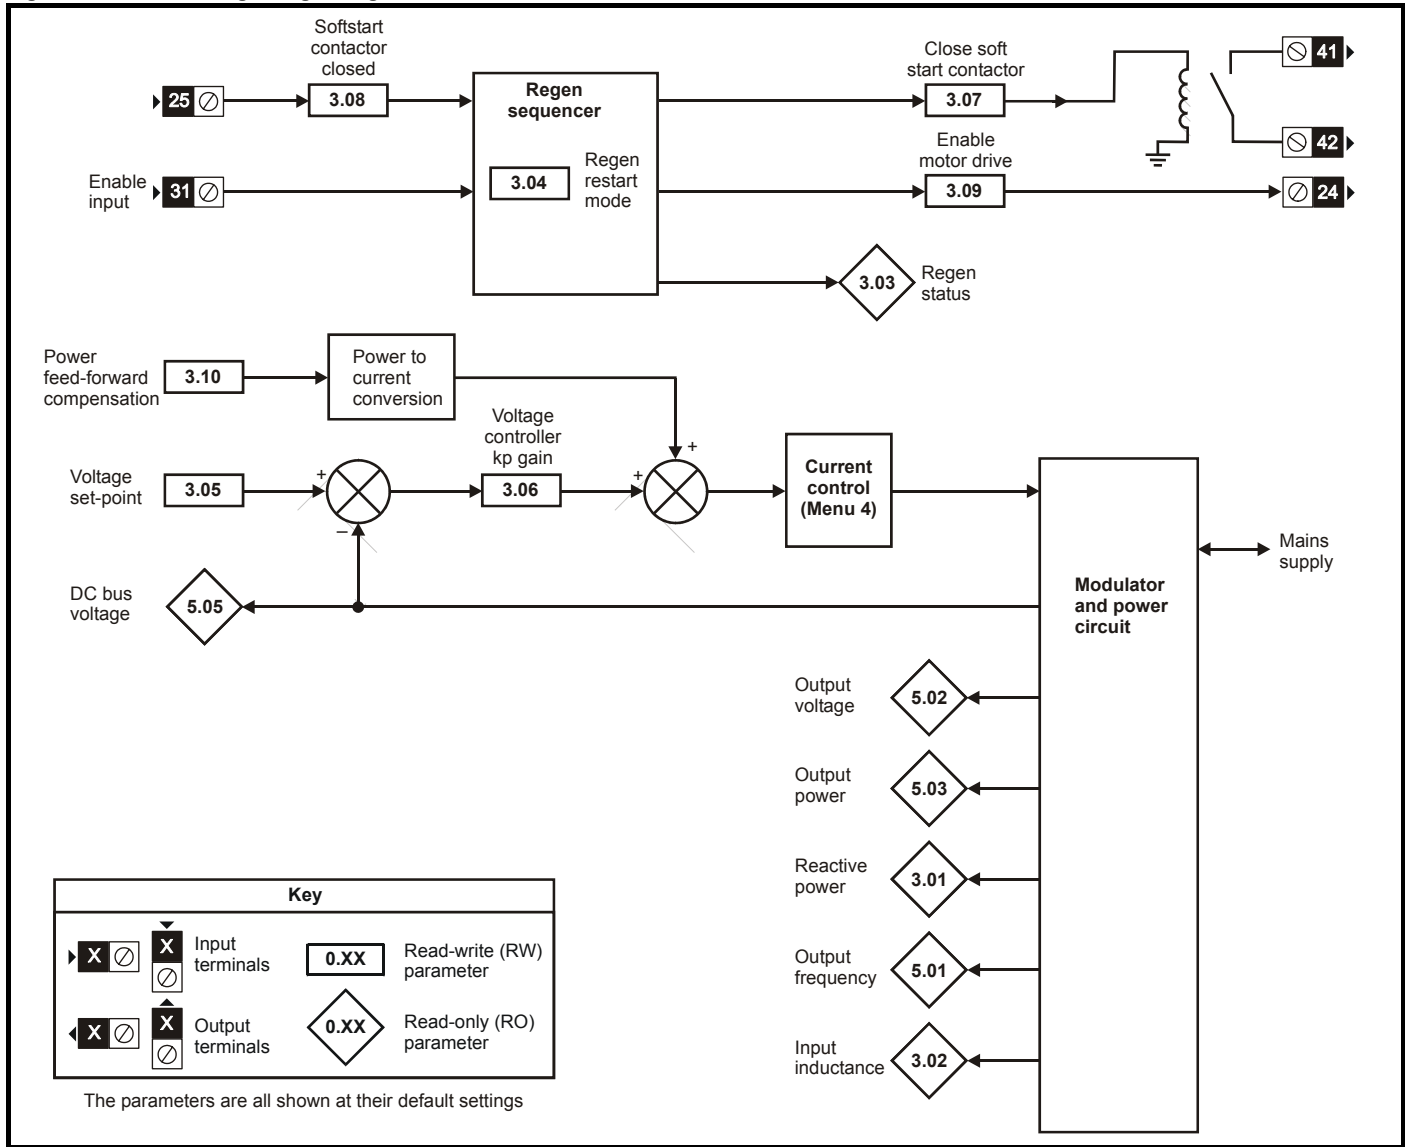 Softstart
contactor
closed
25
3.08
Regen
sequencer
3.04
Regen
restart
mode
Close soft
start contactor
3.07
41
42
Enable
input
31
Enable
motor drive
3.09
24
3.03
Regen
status
Power
feed-forward
compensation
3.10
Power to
current
conversion
Voltage
controller
kp gain
Voltage
set-point
3.05
+
–
3.06
+
+
Current
control
(Menu 4)
Modulator
and power
circuit
Mains
supply
DC bus
voltage
5.05
Output
voltage
5.02
Output
power
5.03
Reactive
power
3.01
Output
frequency
5.01
Input
inductance
3.02
Key
X
X
Input
terminals
0.XX
Read-write (RW)
parameter
X
X
Output
terminals
0.XX
Read-only (RO)
parameter
The parameters are all shown at their default settings